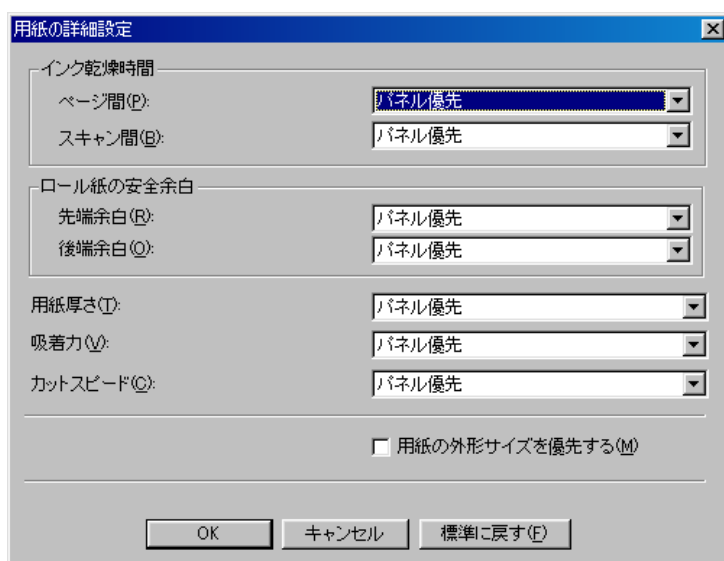 用紙の詳細設定
インク乾燥時間
ページ間(P): パネル優先
スキャン間(B): パネル優先
ロール紙の安全余白
先端余白(R): パネル優先
後端余白(O): パネル優先
用紙厚さ(T): パネル優先
吸着力(V): パネル優先
カットスピード(C): パネル優先
用紙の外形サイズを優先する(M)
OK キャンセル 標準に戻す(F)